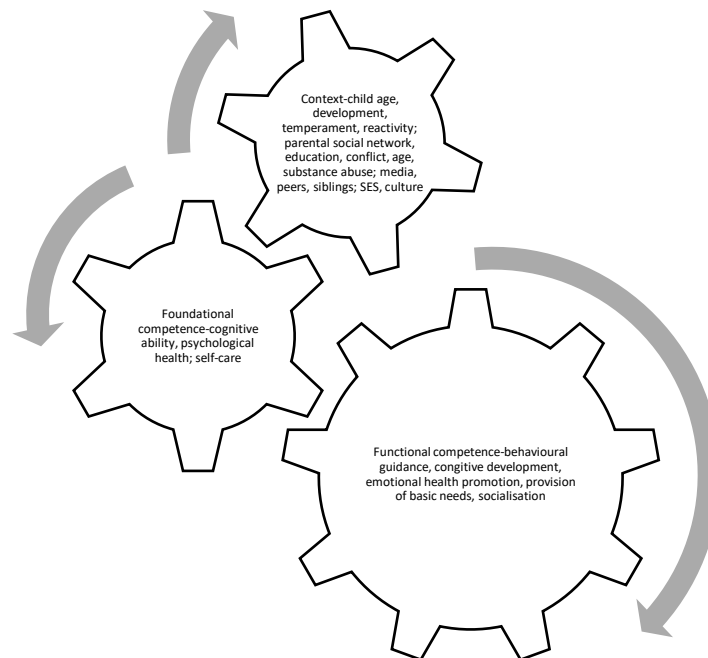 Context-child age,
development,
temperament, reactivity;
parental social network,
education, conflict, age,
substance abuse; media,
peers, siblings; SES, culture
Foundational
competence-cognitive
ability, psychological
health; self-care
Functional competence-behavioural
guidance, congitive development,
emotional health promotion, provision
of basic needs, socialisation